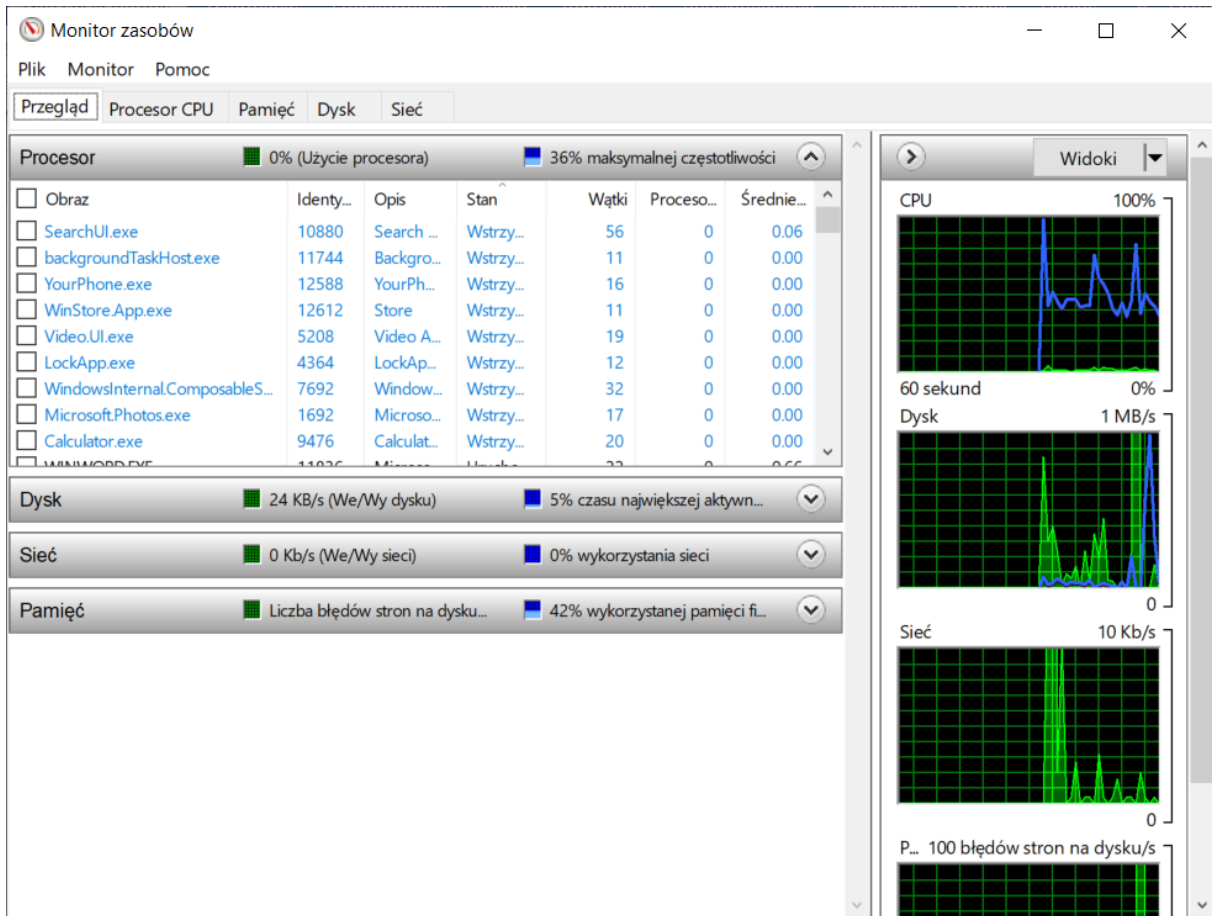 Monitor zasobów
Plik Monitor Pomoc
Przegląd Procesor CPU Pamięć Dysk Sieć
Procesor 0% (Użycie procesora) 36% maksymalnej częstotliwości
Obraz Identy... Opis Stan Wątki Proceso... Średnie...
SearchUI.exe 10880 Search ... Wstrzy... 56 0 0.06
backgroundTaskHost.exe 11744 Backgro... Wstrzy... 11 0 0.00
YourPhone.exe 12588 YourPh... Wstrzy... 16 0 0.00
WinStore.App.exe 12612 Store Wstrzy... 11 0 0.00
Video.UI.exe 5208 Video A... Wstrzy... 19 0 0.00
LockApp.exe 4364 LockAp... Wstrzy... 12 0 0.00
WindowsInternal.ComposableS... 7692 Window... Wstrzy... 32 0 0.00
Microsoft.Photos.exe 1692 Microso... Wstrzy... 17 0 0.00
Calculator.exe 9476 Calculat... Wstrzy... 20 0 0.00
WINWORD.EXE
Dysk 24 KB/s (We/Wy dysku) 5% czasu największej aktywn...
Sieć 0 Kb/s (We/Wy sieci) 0% wykorzystania sieci
Pamięć Liczba błędów stron na dysku... 42% wykorzystanej pamięci fi...
Widoki
CPU 100%
60 sekund 0%
Dysk 1 MB/s
0
Sieć 10 Kb/s
0
P... 100 błędów stron na dysku/s